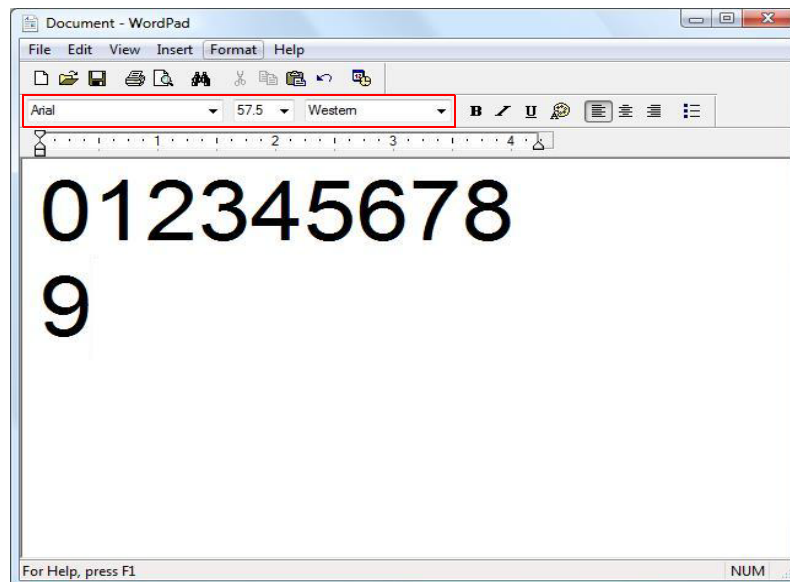 Document - WordPad
File Edit View Insert Format Help
Arial 57.5 Western B U
1 2 3 4
012345678
9
For Help, press F1 NUM